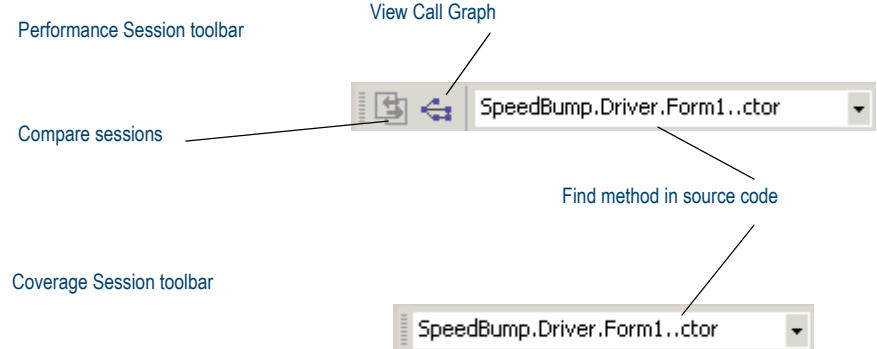 View Call Graph
Performance Session toolbar
SpeedBump.Driver.Form1..ctor
Compare sessions
Find method in source code
Coverage Session toolbar
SpeedBump.Driver.Form1..ctor